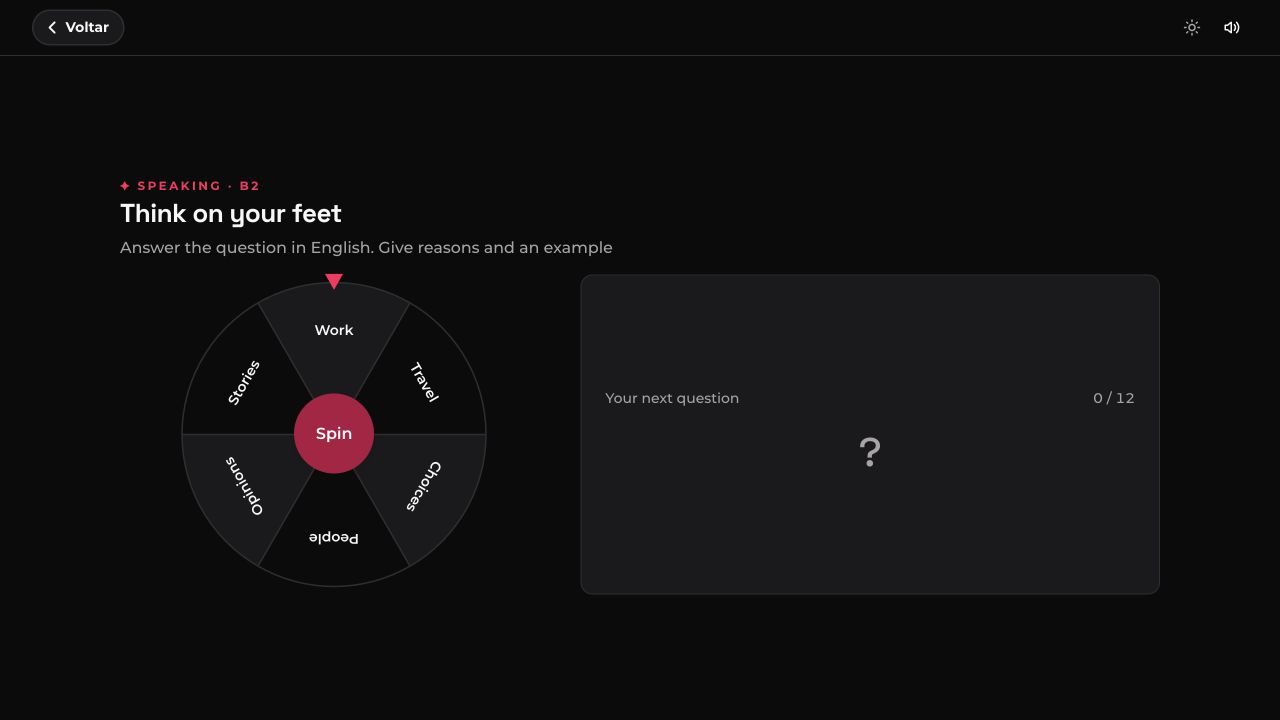 Voltar
SPEAKING · B2
Think on your feet
Answer the question in English. Give reasons and an example
Work
Travel
Choices
People
Opinions
Stories
Spin
Your next question
0 / 12
?